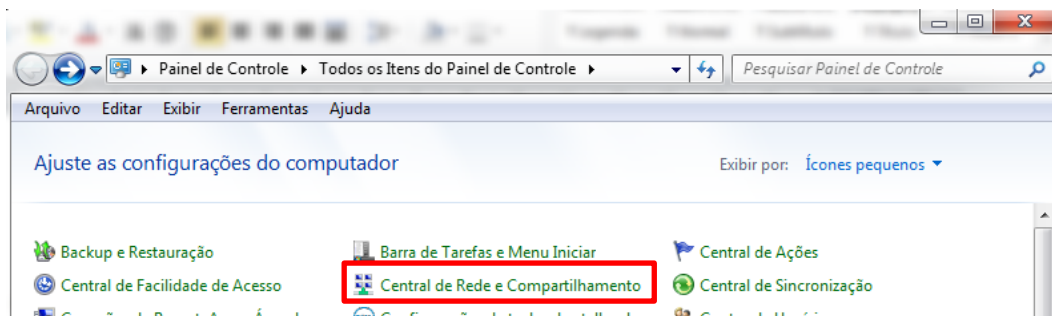 Painel de Controle Todos os Itens do Painel de Controle Pesquisar Painel de Controle
Arquivo Editar Exibir Ferramentas Ajuda
Ajuste as configurações do computador Exibir por: Ícones pequenos
Backup e Restauração Barra de Tarefas e Menu Iniciar Central de Ações
Central de Facilidade de Acesso Central de Rede e Compartilhamento Central de Sincronização